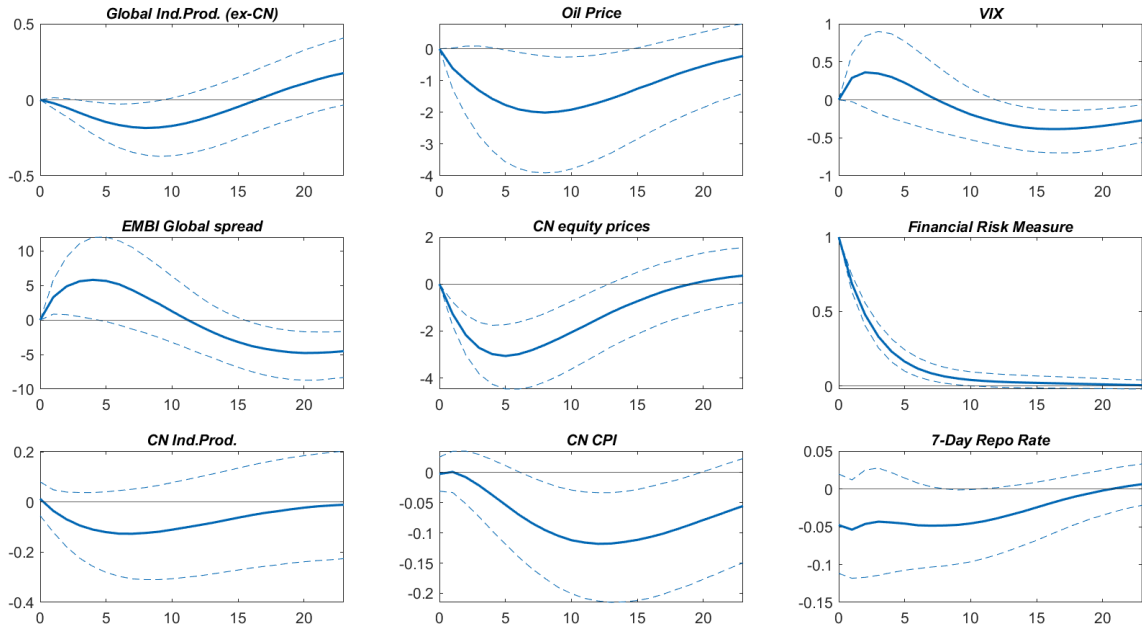 Global Ind.Prod. (ex-CN)
0.5
0
-0.5
0 5 10 15 20
Oil Price
0
-1
-2
-3
-4
0 5 10 15 20
VIX
1
0.5
0
-0.5
-1
0 5 10 15 20
EMBI Global spread
10
5
0
-5
-10
0 5 10 15 20
CN equity prices
2
0
-2
-4
0 5 10 15 20
Financial Risk Measure
1
0.5
0
0 5 10 15 20
CN Ind.Prod.
0.2
0
-0.2
-0.4
0 5 10 15 20
CN CPI
0
-0.05
-0.1
-0.15
-0.2
0 5 10 15 20
7-Day Repo Rate
0.05
0
-0.05
-0.1
-0.15
0 5 10 15 20